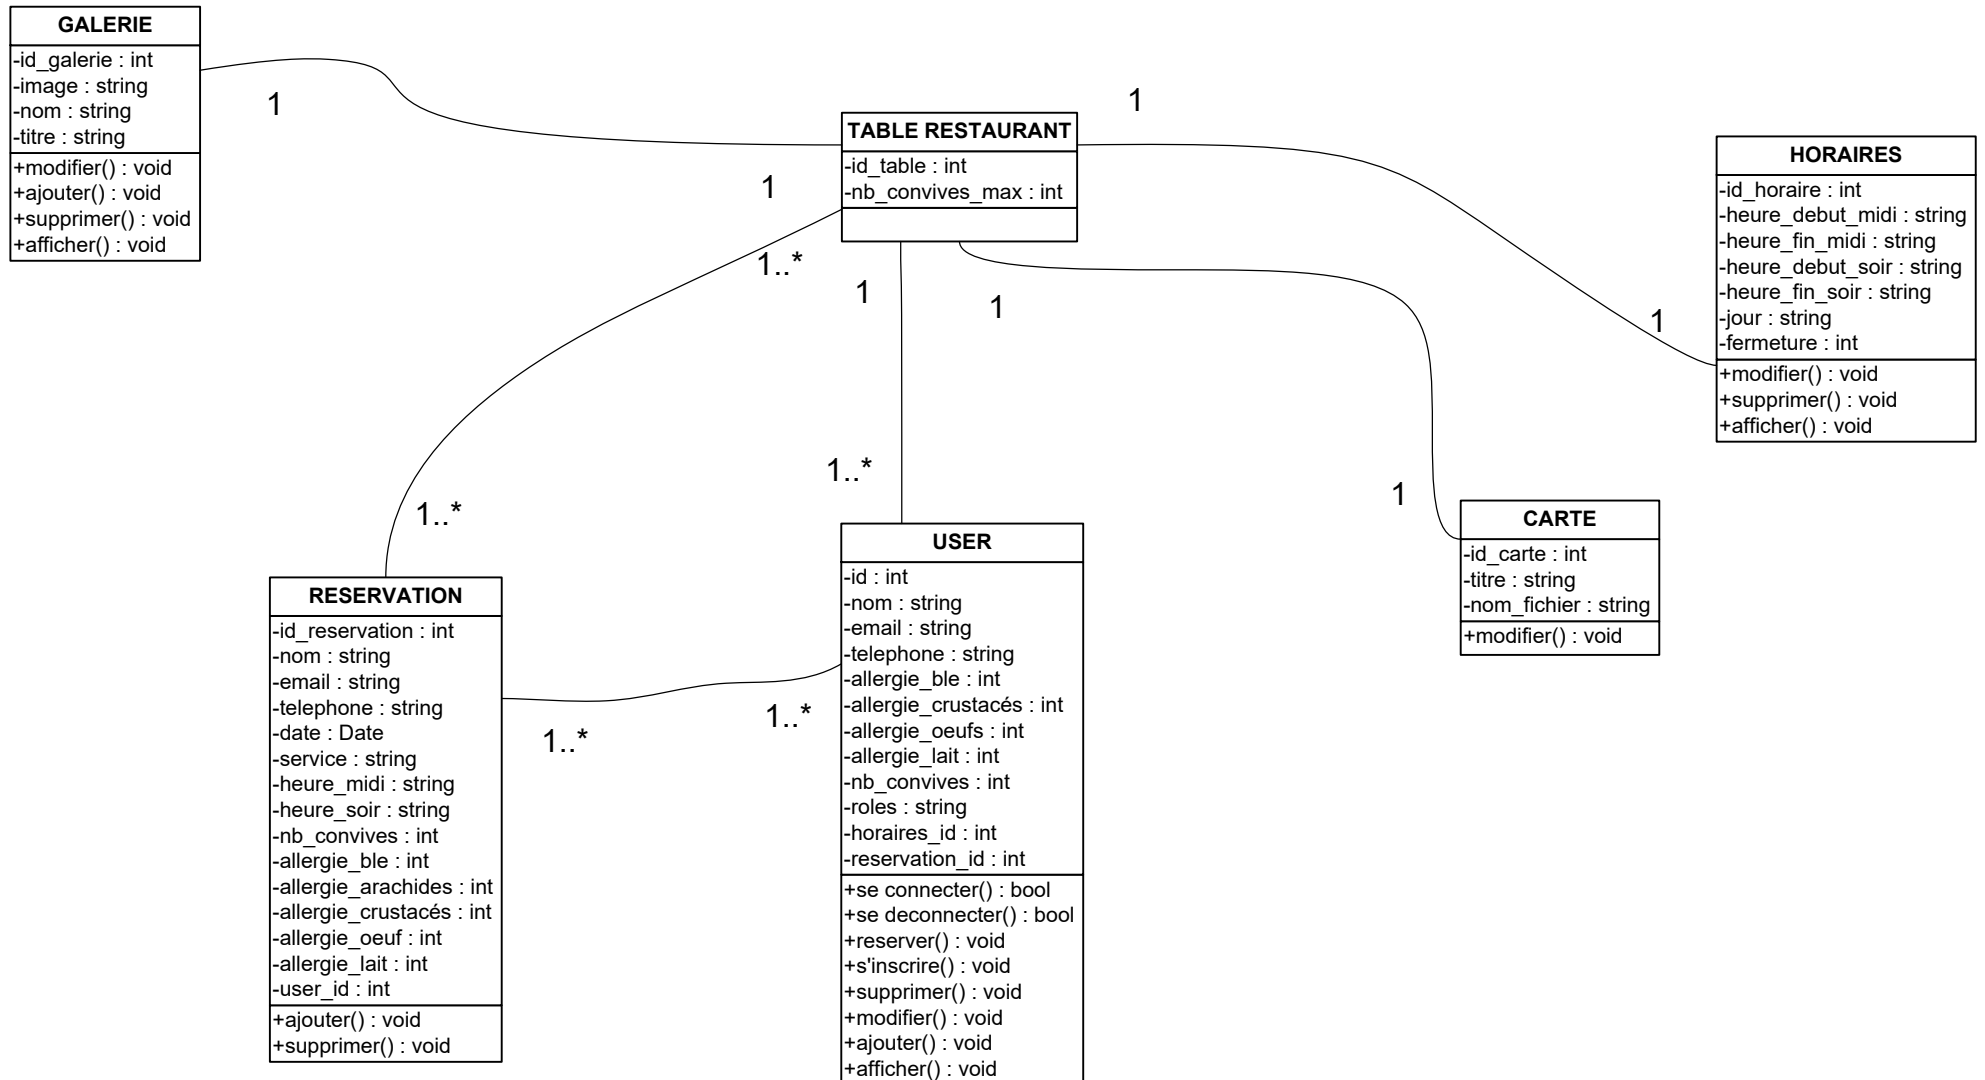 GALERIE
-id_galerie : int
-image : string
-nom : string
-titre : string
+modifier() : void
+ajouter() : void
+supprimer() : void
+afficher() : void
1
1
TABLE RESTAURANT
-id_table : int
-nb_convives_max : int
1
1
HORAIRES
-id_horaire : int
-heure_debut_midi : string
-heure_fin_midi : string
-heure_debut_soir : string
-heure_fin_soir : string
-jour : string
-fermeture : int
+modifier() : void
+supprimer() : void
+afficher() : void
1..*
1
1
1..*
1..*
1
CARTE
-id_carte : int
-titre : string
-nom_fichier : string
+modifier() : void
RESERVATION
-id_reservation : int
-nom : string
-email : string
-telephone : string
-date : Date
-service : string
-heure_midi : string
-heure_soir : string
-nb_convives : int
-allergie_ble : int
-allergie_arachides : int
-allergie_crustacés : int
-allergie_oeuf : int
-allergie_lait : int
-user_id : int
+ajouter() : void
+supprimer() : void
1..*
1..*
USER
-id : int
-nom : string
-email : string
-telephone : string
-allergie_ble : int
-allergie_crustacés : int
-allergie_oeufs : int
-allergie_lait : int
-nb_convives : int
-roles : string
-horaires_id : int
-reservation_id : int
+se connecter() : bool
+se deconnecter() : bool
+reserver() : void
+s'inscrire() : void
+supprimer() : void
+modifier() : void
+ajouter() : void
+afficher() : void